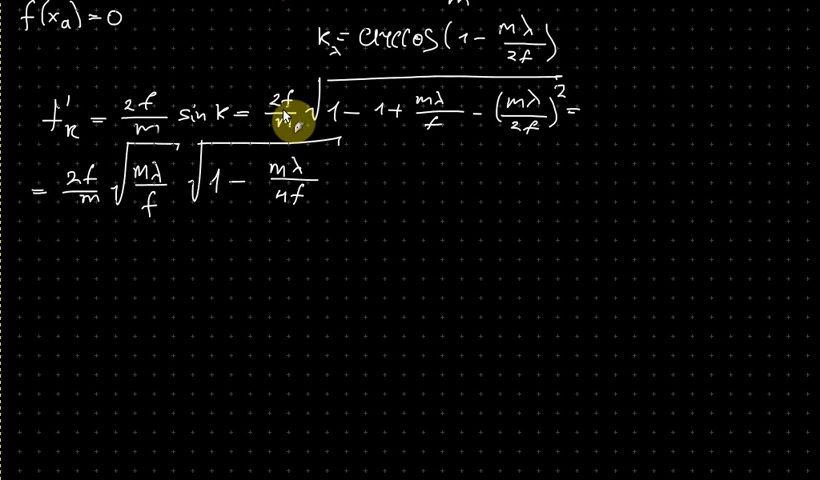 f(xₐ) = 0
k_λ = arccos(1 - mλ/2f)
f'_k = 2f/m sin k = 2f/m √(1 - 1 + mλ/f - (mλ/2f)²) =
= 2f/m √(mλ/f) √(1 - mλ/4f)